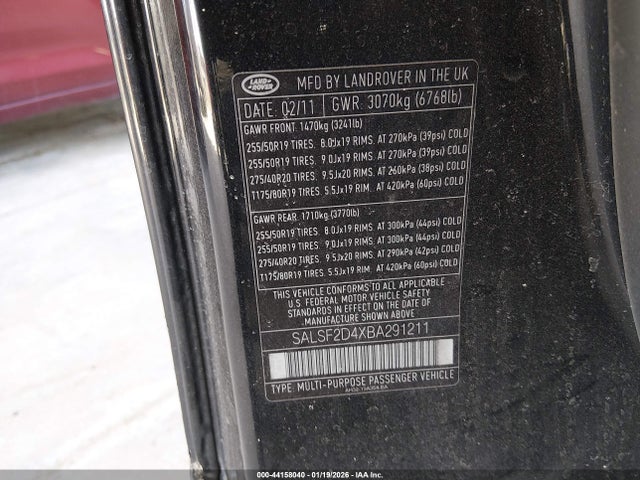 LAND ROVER
MFD BY LANDROVER IN THE UK
DATE: 02/11 GWR: 3070kg (6768lb)
GAWR FRONT: 1470kg (3241lb)
255/50R19 TIRES. 8.0Jx19 RIMS. AT 270kPa (39psi) COLD
255/50R19 TIRES. 9.0Jx19 RIMS. AT 270kPa (39psi) COLD
275/40R20 TIRES. 9.5Jx20 RIMS. AT 260kPa (38psi) COLD
T175/80R19 TIRES. 5.5Jx19 RIM. AT 420kPa (60psi) COLD
GAWR REAR: 1710kg (3770lb)
255/50R19 TIRES. 8.0Jx19 RIMS. AT 300kPa (44psi) COLD
255/50R19 TIRES. 9.0Jx19 RIMS. AT 300kPa (44psi) COLD
275/40R20 TIRES. 9.5Jx20 RIMS. AT 290kPa (42psi) COLD
T175/80R19 TIRES. 5.5Jx19 RIM. AT 420kPa (60psi) COLD
THIS VEHICLE CONFORMS TO ALL APPLICABLE
U.S. FEDERAL MOTOR VEHICLE SAFETY
STANDARDS IN EFFECT ON THE DATE OF
MANUFACTURE SHOWN ABOVE
SALSF2D4XBA291211
TYPE: MULTI-PURPOSE PASSENGER VEHICLE
000-44158040 - 01/19/2026 - IAA Inc.